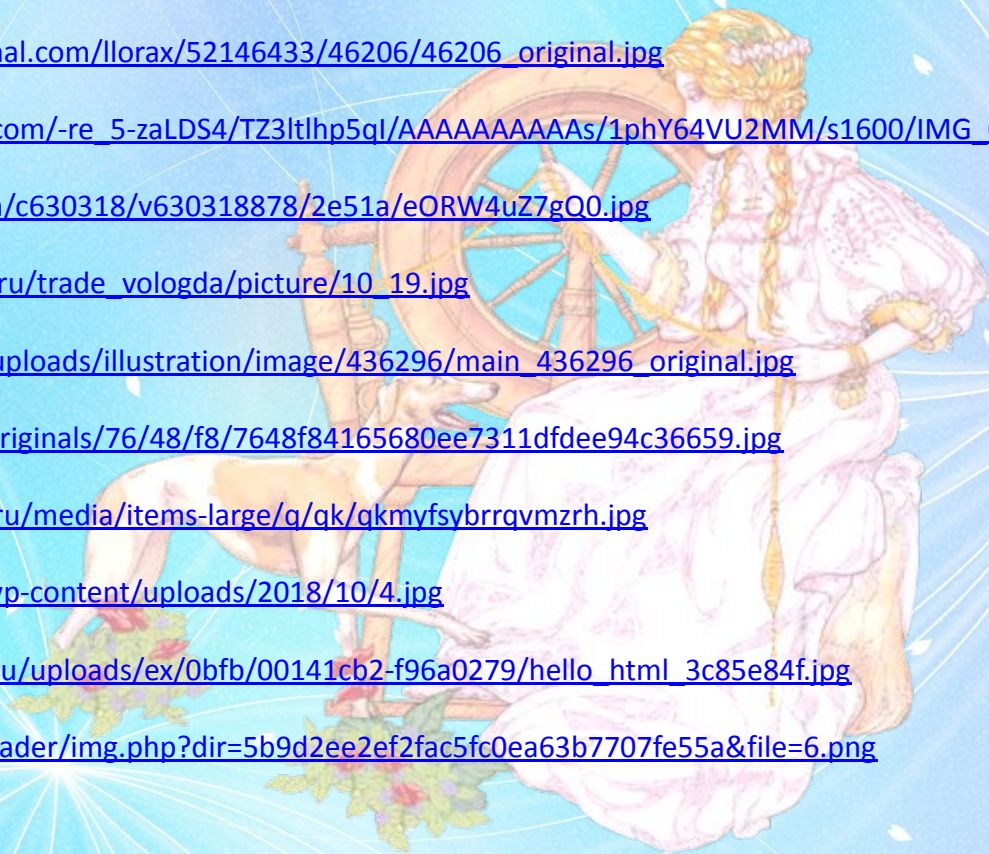 nal.com/llorax/52146433/46206/46206_original.jpg
com/-re_5-zaLDS4/TZ3ltlhp5qI/AAAAAAAAAAs/1phY64VU2MM/s1600/IMG_
/c630318/v630318878/2e51a/eORW4uZ7gQ0.jpg
ru/trade_vologda/picture/10_19.jpg
uploads/illustration/image/436296/main_436296_original.jpg
riginals/76/48/f8/7648f84165680ee7311dfdee94c36659.jpg
ru/media/items-large/q/qk/qkmyfsybrrqvmzrh.jpg
vp-content/uploads/2018/10/4.jpg
u/uploads/ex/0bfb/00141cb2-f96a0279/hello_html_3c85e84f.jpg
ader/img.php?dir=5b9d2ee2ef2fac5fc0ea63b7707fe55a&file=6.png